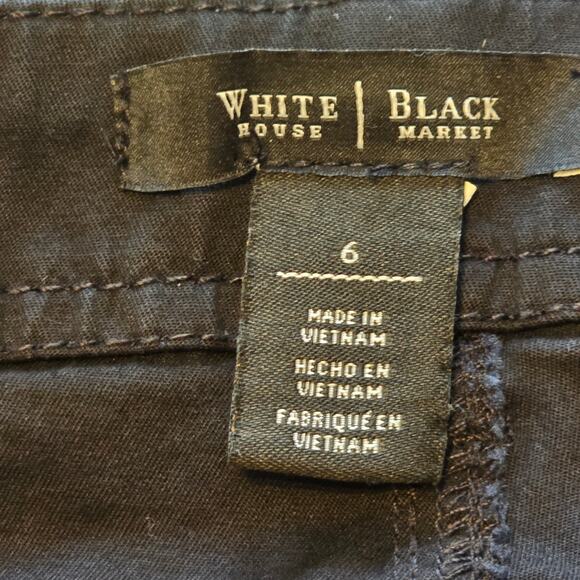 WHITE | BLACK
HOUSE | MARKET
6
MADE IN
VIETNAM
HECHO EN
VIETNAM
FABRIQUÉ EN
VIETNAM